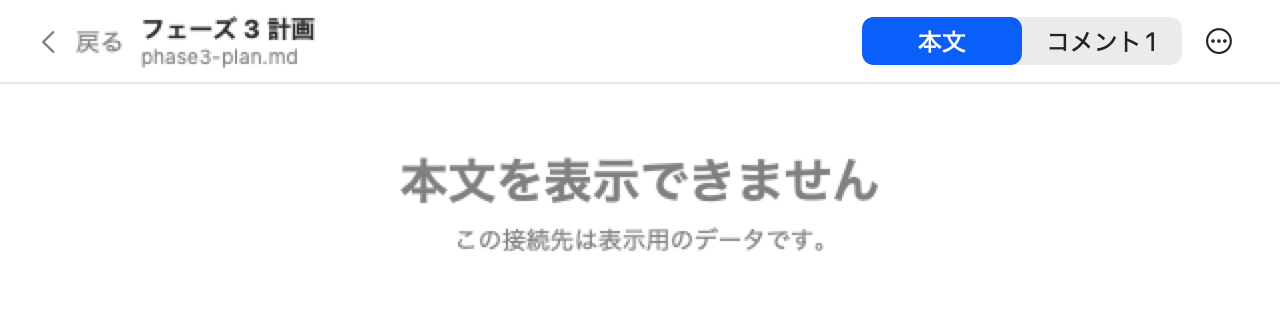 戻る
フェーズ 3 計画
phase3-plan.md
本文
コメント 1
本文を表示できません
この接続先は表示用のデータです。